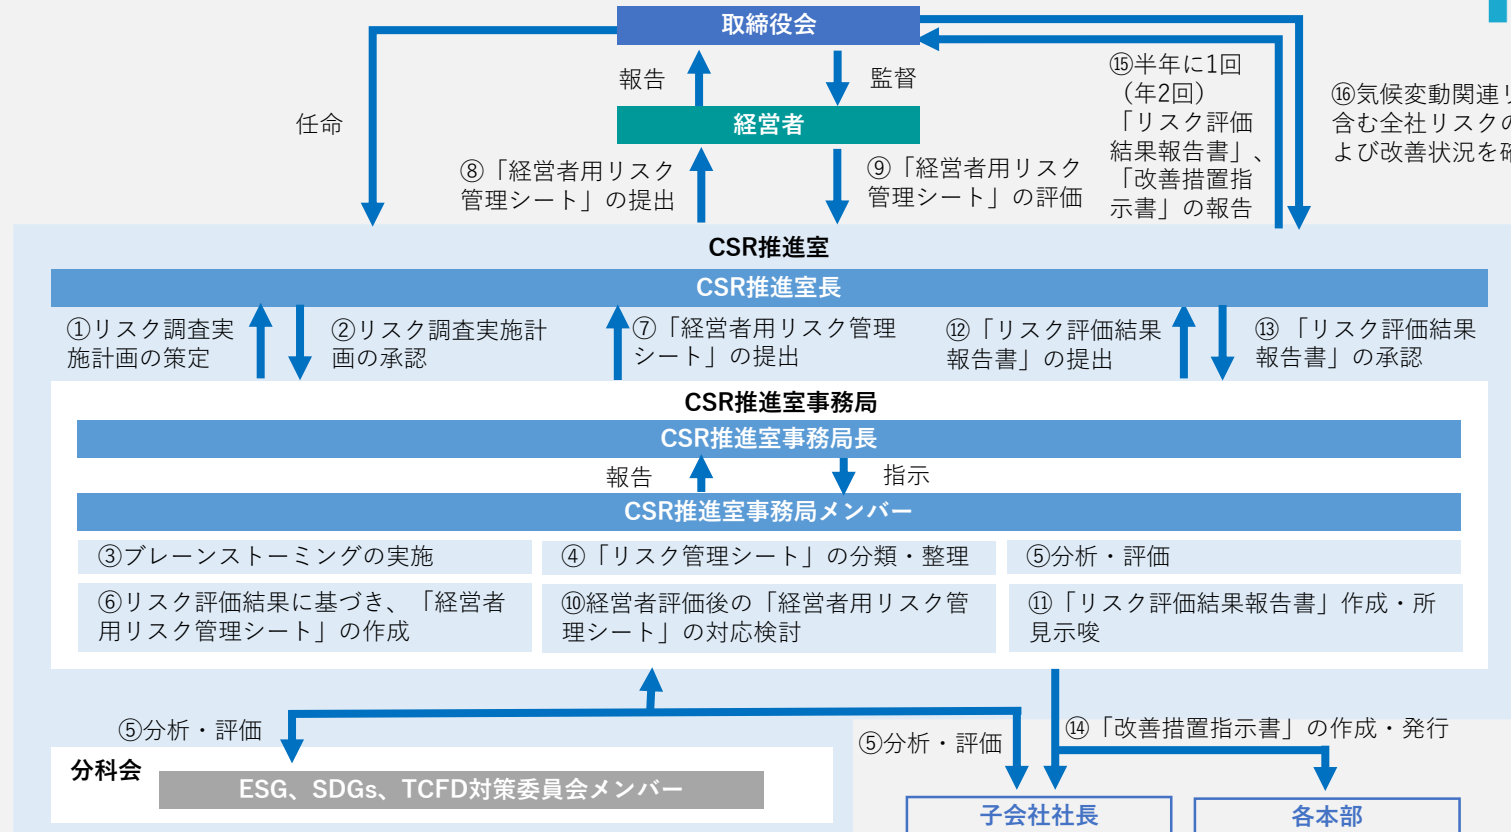 取締役会
報告
監督
任命
経営者
⑧「経営者用リスク
管理シート」の提出
⑨「経営者用リスク
管理シート」の評価
⑮半年に1回
（年2回）
「リスク評価
結果報告書」、
「改善措置指
示書」の報告
⑯気候変動関連
含む全社リスクの
よび改善状況を
CSR推進室
CSR推進室長
①リスク調査実
施計画の策定
②リスク調査実施計
画の承認
⑦「経営者用リスク管理
シート」の提出
⑫「リスク評価結果
報告書」の提出
⑬ 「リスク評価結果
報告書」の承認
CSR推進室事務局
CSR推進室事務局長
報告
指示
CSR推進室事務局メンバー
③ブレーンストーミングの実施
④「リスク管理シート」の分類・整理
⑤分析・評価
⑥リスク評価結果に基づき、「経営者
用リスク管理シート」の作成
⑩経営者評価後の「経営者用リスク管
理シート」の対応検討
⑪「リスク評価結果報告書」作成・所
見示唆
⑤分析・評価
⑤分析・評価
⑭「改善措置指示書」の作成・発行
分科会
ESG、SDGs、TCFD対策委員会メンバー
子会社社長
各本部